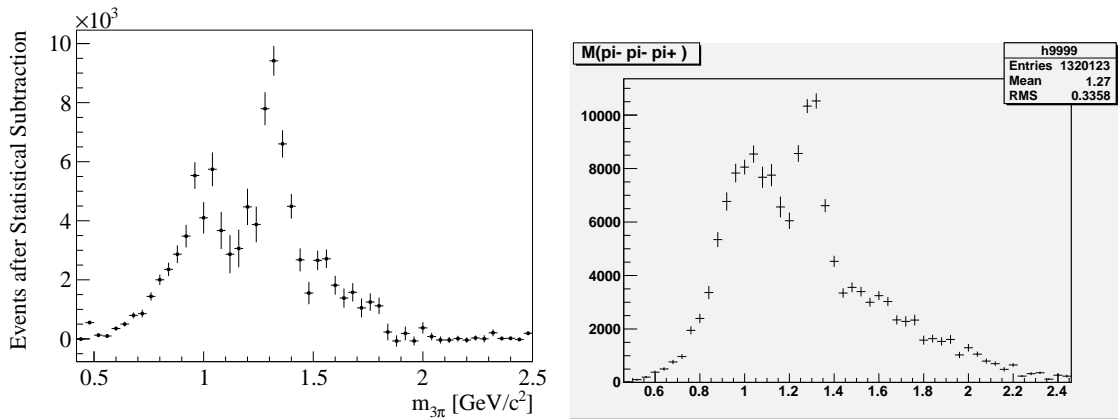 ×10³
Events after Statistical Subtraction
10
8
6
4
2
0
0.5 1 1.5 2 2.5
m3π [GeV/c²]
M(pi- pi- pi+ )
h9999
Entries 1320123
Mean 1.27
RMS 0.3358
10000
8000
6000
4000
2000
0
0.6 0.8 1 1.2 1.4 1.6 1.8 2 2.2 2.4